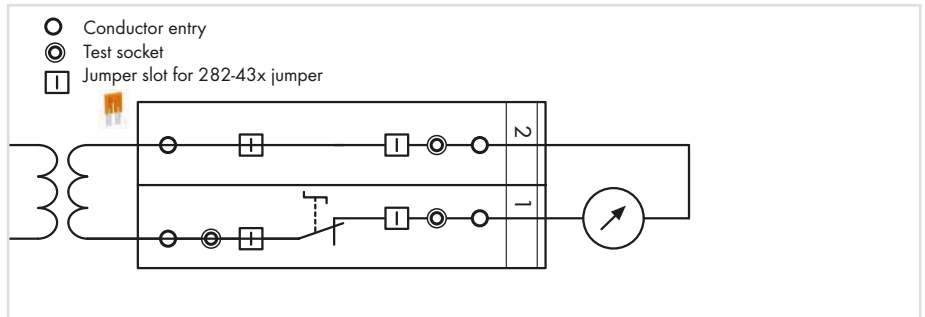 Conductor entry
Test socket
Jumper slot for 282-43x jumper
2
1